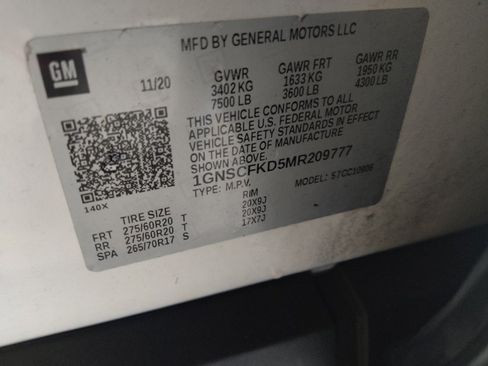 MFD BY GENERAL MOTORS LLC
GM
11/20
GVWR GAWR FRT GAWR RR
3402 KG 1633 KG 1950 KG
7500 LB 3600 LB 4300 LB
THIS VEHICLE CONFORMS TO ALL
APPLICABLE U.S. FEDERAL MOTOR
VEHICLE SAFETY STANDARDS IN EFFECT
ON THE DATE OF MANUFACTURE SHOWN ABOVE.
1GNSCFKD5MR209777
TYPE: M.P.V. MODEL:
140X
TIRE SIZE RIM
FRT 275/60R20 T 20X9J
RR 275/60R20 T 20X9J
SPA 265/70R17 S 17X7J